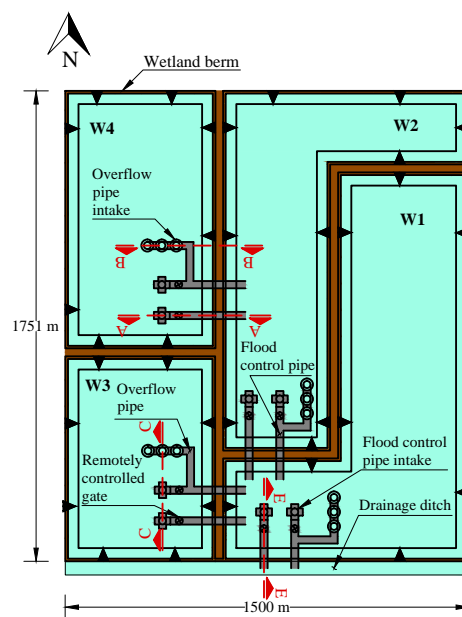 N
Wetland berm
W4
W2
Overflow
pipe
intake
W1
B B
A A
1751 m
Flood
control pipe
W3
Overflow
pipe
C
Remotely
controlled
gate
Flood control
pipe intake
E
Drainage ditch
C
E
1500 m